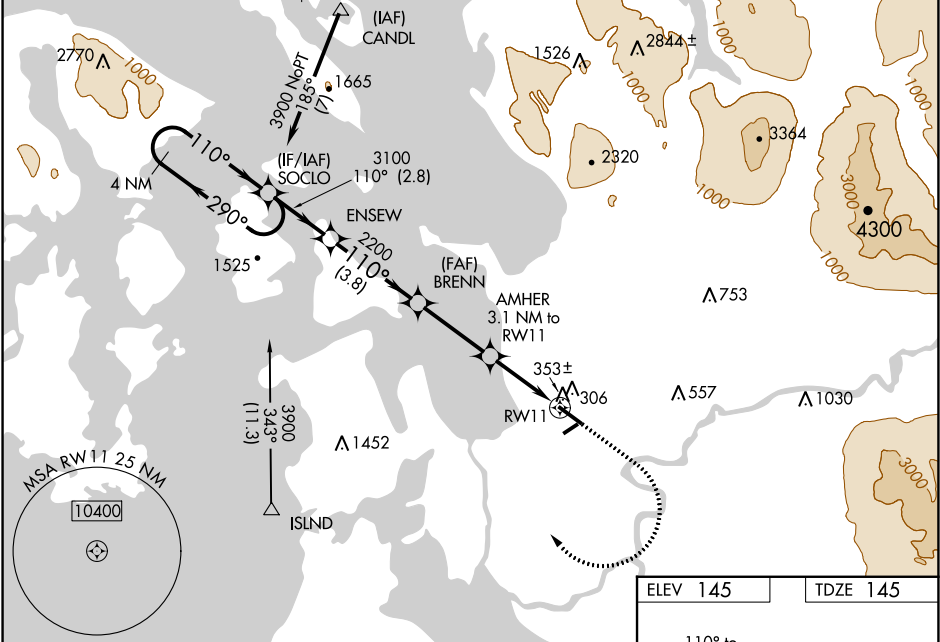 (IAF)
CANDL
2770
1000
1526
2844±
1000
1000
1665
3900 NoPT
185°
(7)
3364
2320
1000
3000
4300
1000
110°
4 NM
290°
(IF/IAF)
SOCLO
3100
110° (2.8)
ENSEW
2200
110°
(3.8)
1525
(FAF)
BRENN
753
AMHER
3.1 NM to
RW11
353±
306
RW11
557
1030
3900
343°
(11.3)
1452
ISLND
MSA RW11 25 NM
10400
3000
ELEV 145
TDZE 145
110° to